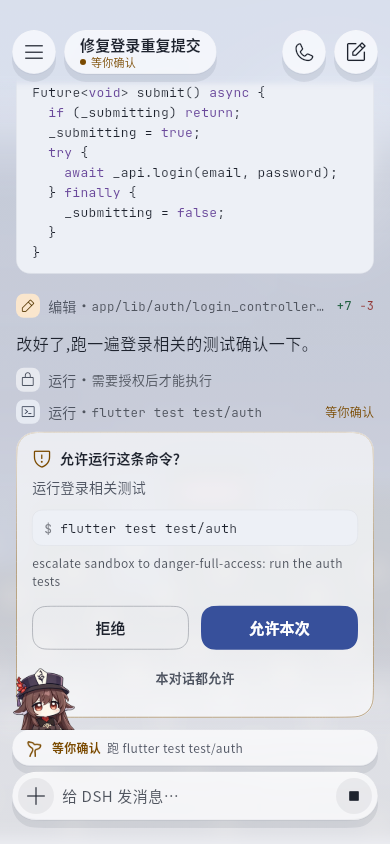 修复登录重复提交
等你确认
Future<void> submit() async {
if (_submitting) return;
_submitting = true;
try {
await _api.login(email, password);
} finally {
_submitting = false;
}
}
编辑・app/lib/auth/login_controller… +7 -3
改好了,跑一遍登录相关的测试确认一下。
运行・需要授权后才能执行
运行・flutter test test/auth 等你确认
允许运行这条命令?
运行登录相关测试
$ flutter test test/auth
escalate sandbox to danger-full-access: run the auth
tests
拒绝 允许本次
本对话都允许
等你确认 跑 flutter test test/auth
给 DSH 发消息…